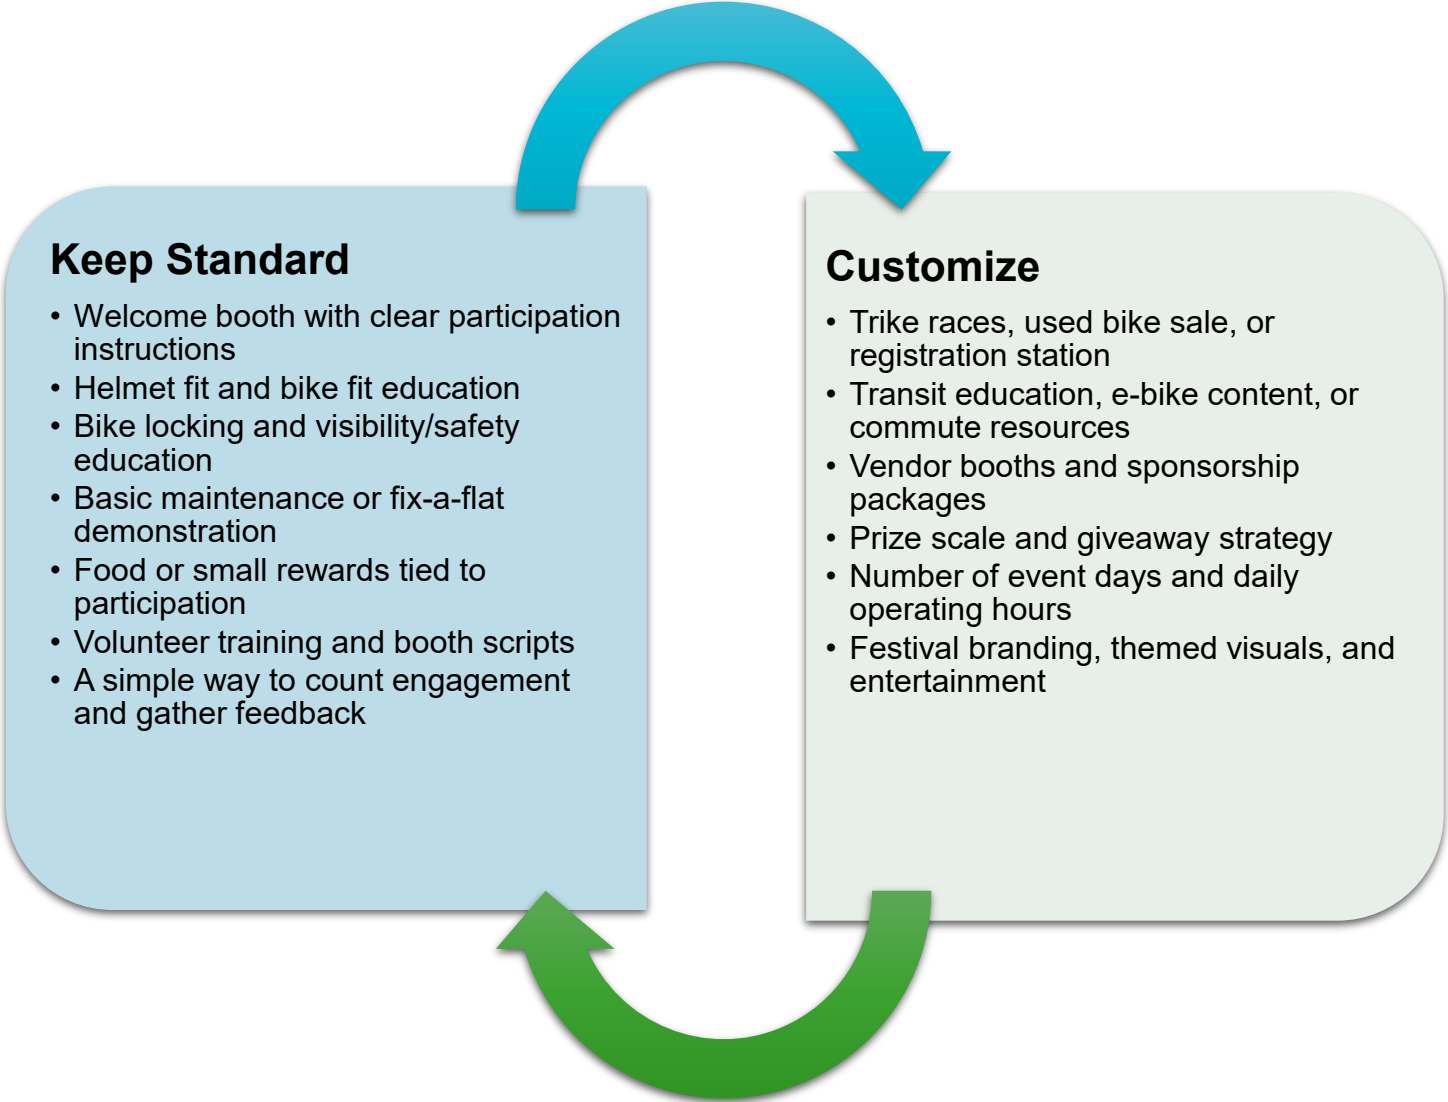 Keep Standard
• Welcome booth with clear participation
instructions
• Helmet fit and bike fit education
• Bike locking and visibility/safety
education
• Basic maintenance or fix-a-flat
demonstration
• Food or small rewards tied to
participation
• Volunteer training and booth scripts
• A simple way to count engagement
and gather feedback
Customize
• Trike races, used bike sale, or
registration station
• Transit education, e-bike content, or
commute resources
• Vendor booths and sponsorship
packages
• Prize scale and giveaway strategy
• Number of event days and daily
operating hours
• Festival branding, themed visuals, and
entertainment